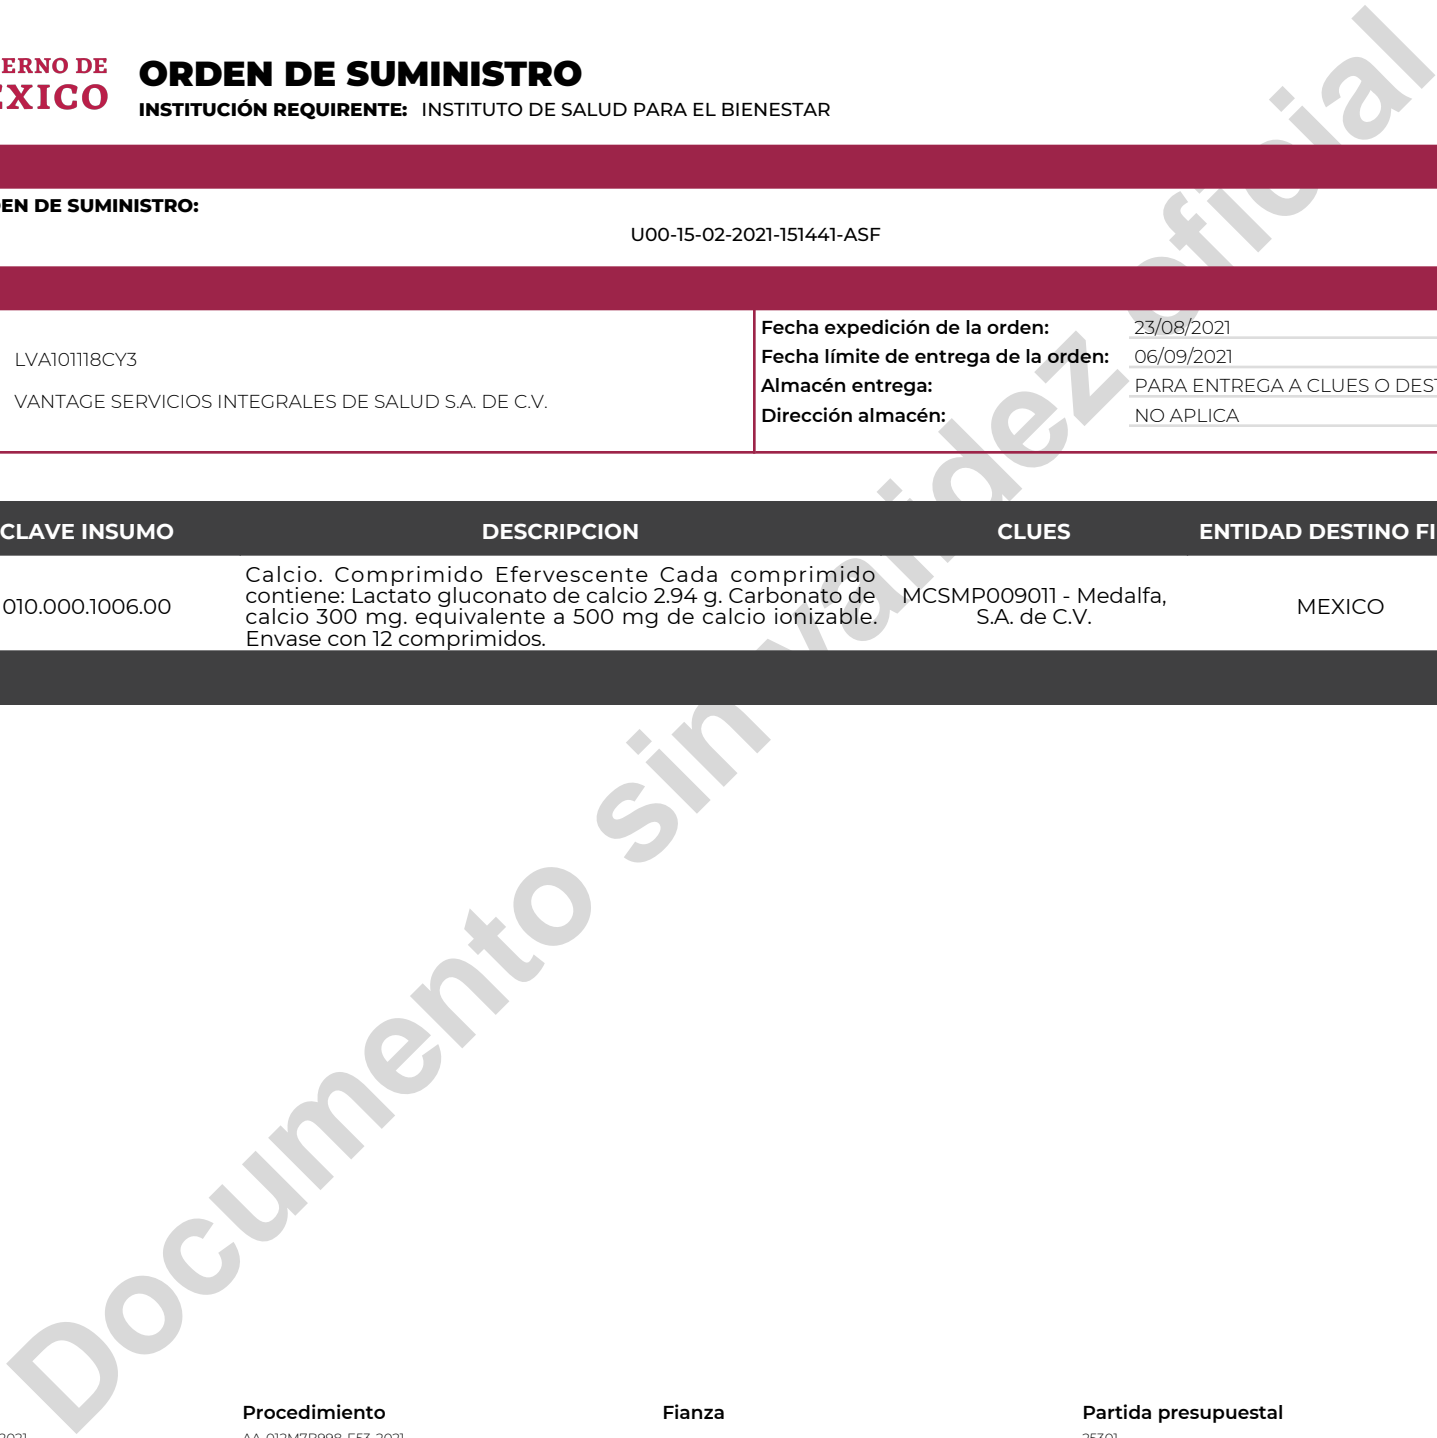 ERNO DE
EXICO
ORDEN DE SUMINISTRO
INSTITUCIÓN REQUIRENTE: INSTITUTO DE SALUD PARA EL BIENESTAR
EN DE SUMINISTRO:
U00-15-02-2021-151441-ASF
LVA101118CY3
VANTAGE SERVICIOS INTEGRALES DE SALUD S.A. DE C.V.
Fecha expedición de la orden: 23/08/2021
Fecha límite de entrega de la orden: 06/09/2021
Almacén entrega: PARA ENTREGA A CLUES O DEST
Dirección almacén: NO APLICA
CLAVE INSUMO DESCRIPCION CLUES ENTIDAD DESTINO FI
010.000.1006.00
Calcio. Comprimido Efervescente Cada comprimido
contiene: Lactato gluconato de calcio 2.94 g. Carbonato de
calcio 300 mg. equivalente a 500 mg de calcio ionizable.
Envase con 12 comprimidos.
MCSMP009011 - Medalfa,
S.A. de C.V.
MEXICO
Documento sin validez oficial
Procedimiento Fianza Partida presupuestal